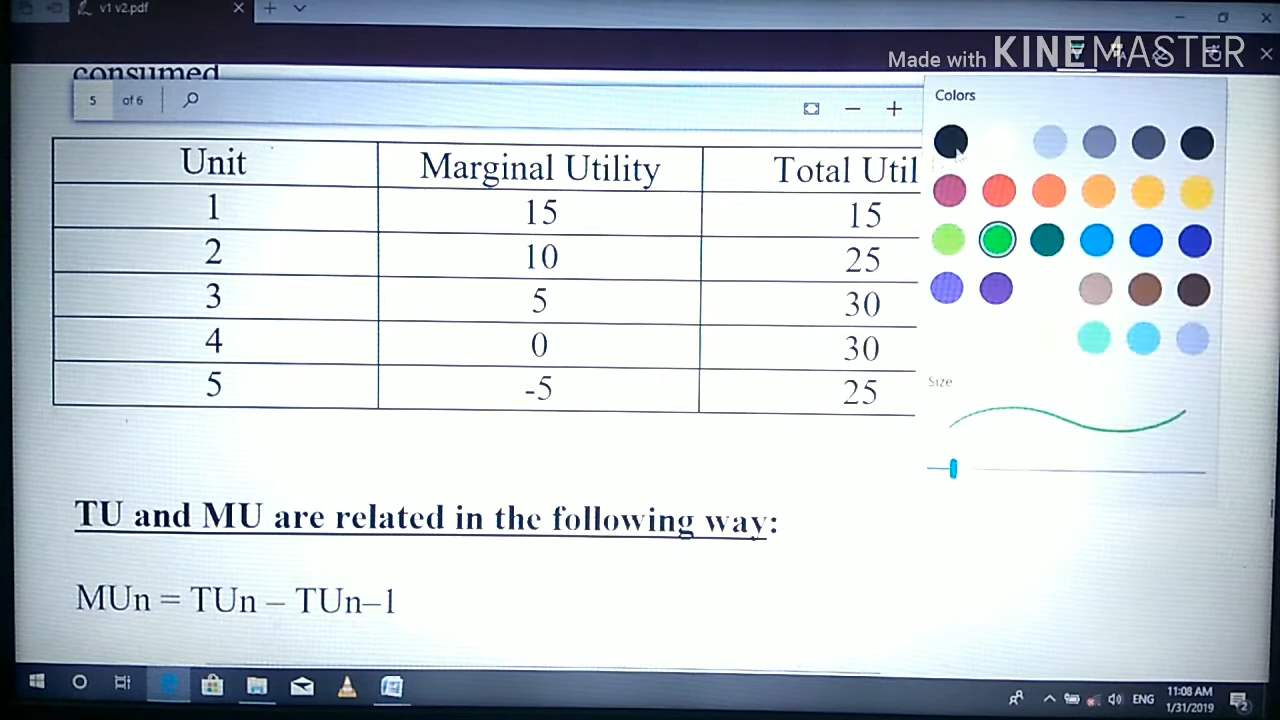 v1 v2.pdf
Made with KINEMASTER
consumed
5 of 6
Colors
Unit Marginal Utility Total Util
1 15 15
2 10 25
3 5 30
4 0 30
5 -5 25
Size
TU and MU are related in the following way:
MUn = TUn – TUn–1
ENG
11:08 AM
1/31/2019
2